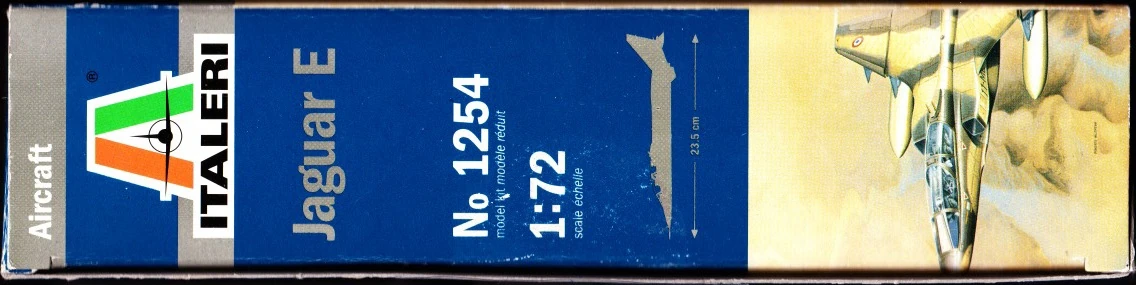 Aircraft
®
ITALERI
Jaguar E
No 1254
model kit modèle réduit
1:72
scale échelle
23.5 cm